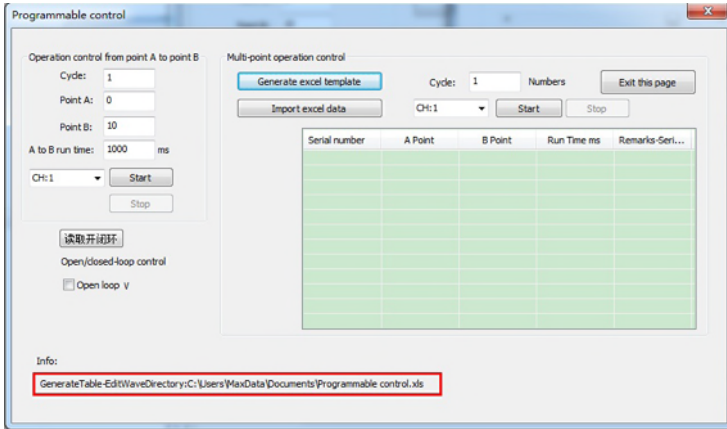 Programmable control
Operation control from point A to point B
Cycle: 1
Point A: 0
Point B: 10
A to B run time: 1000 ms
CH:1 Start
Stop
读取开闭环
Open/closed-loop control
Open loop V
Multi-point operation control
Generate excel template Cycle: 1 Numbers Exit this page
Import excel data CH:1 Start Stop
Serial number A Point B Point Run Time ms Remarks-Seri...
Info:
GenerateTable-EditWaveDirectory:C:\Users\MaxData\Documents\Programmable control.xls